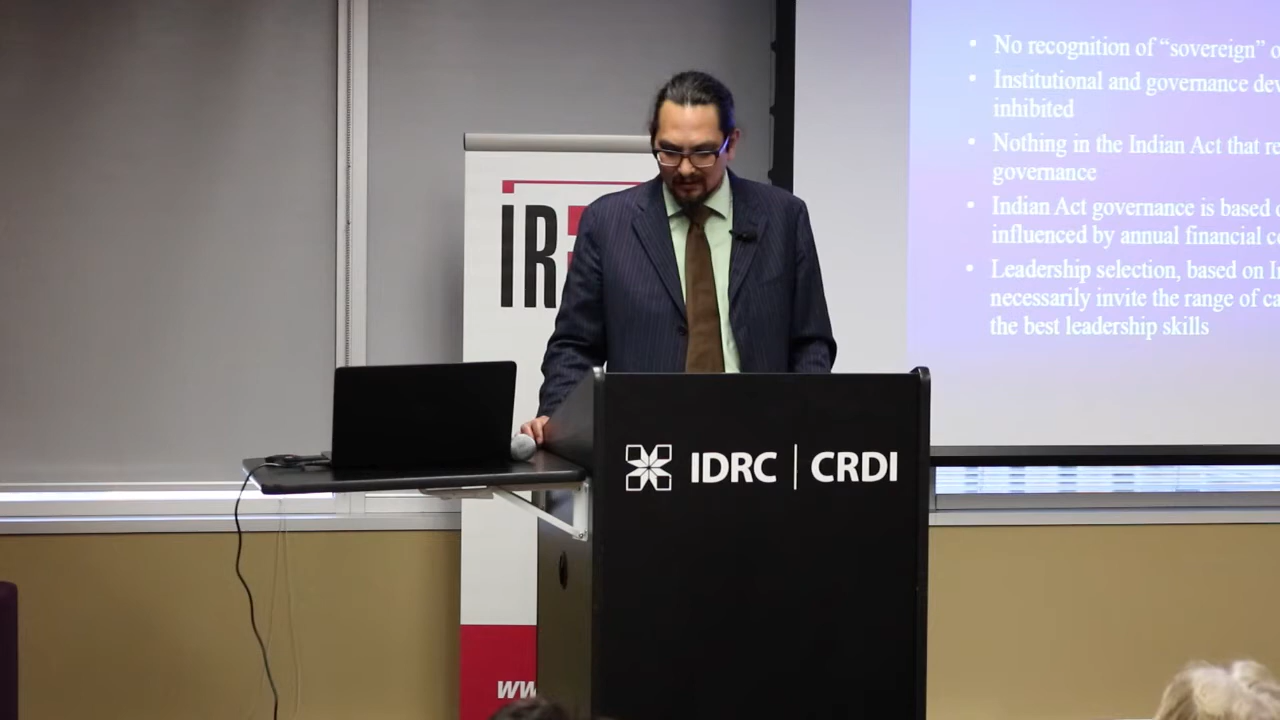 IR
www
IDRC | CRDI
• No recognition of “sovereign” o
• Institutional and governance dev
inhibited
• Nothing in the Indian Act that re
governance
• Indian Act governance is based
influenced by annual financial
• Leadership selection, based on
necessarily invite the range of
the best leadership skills